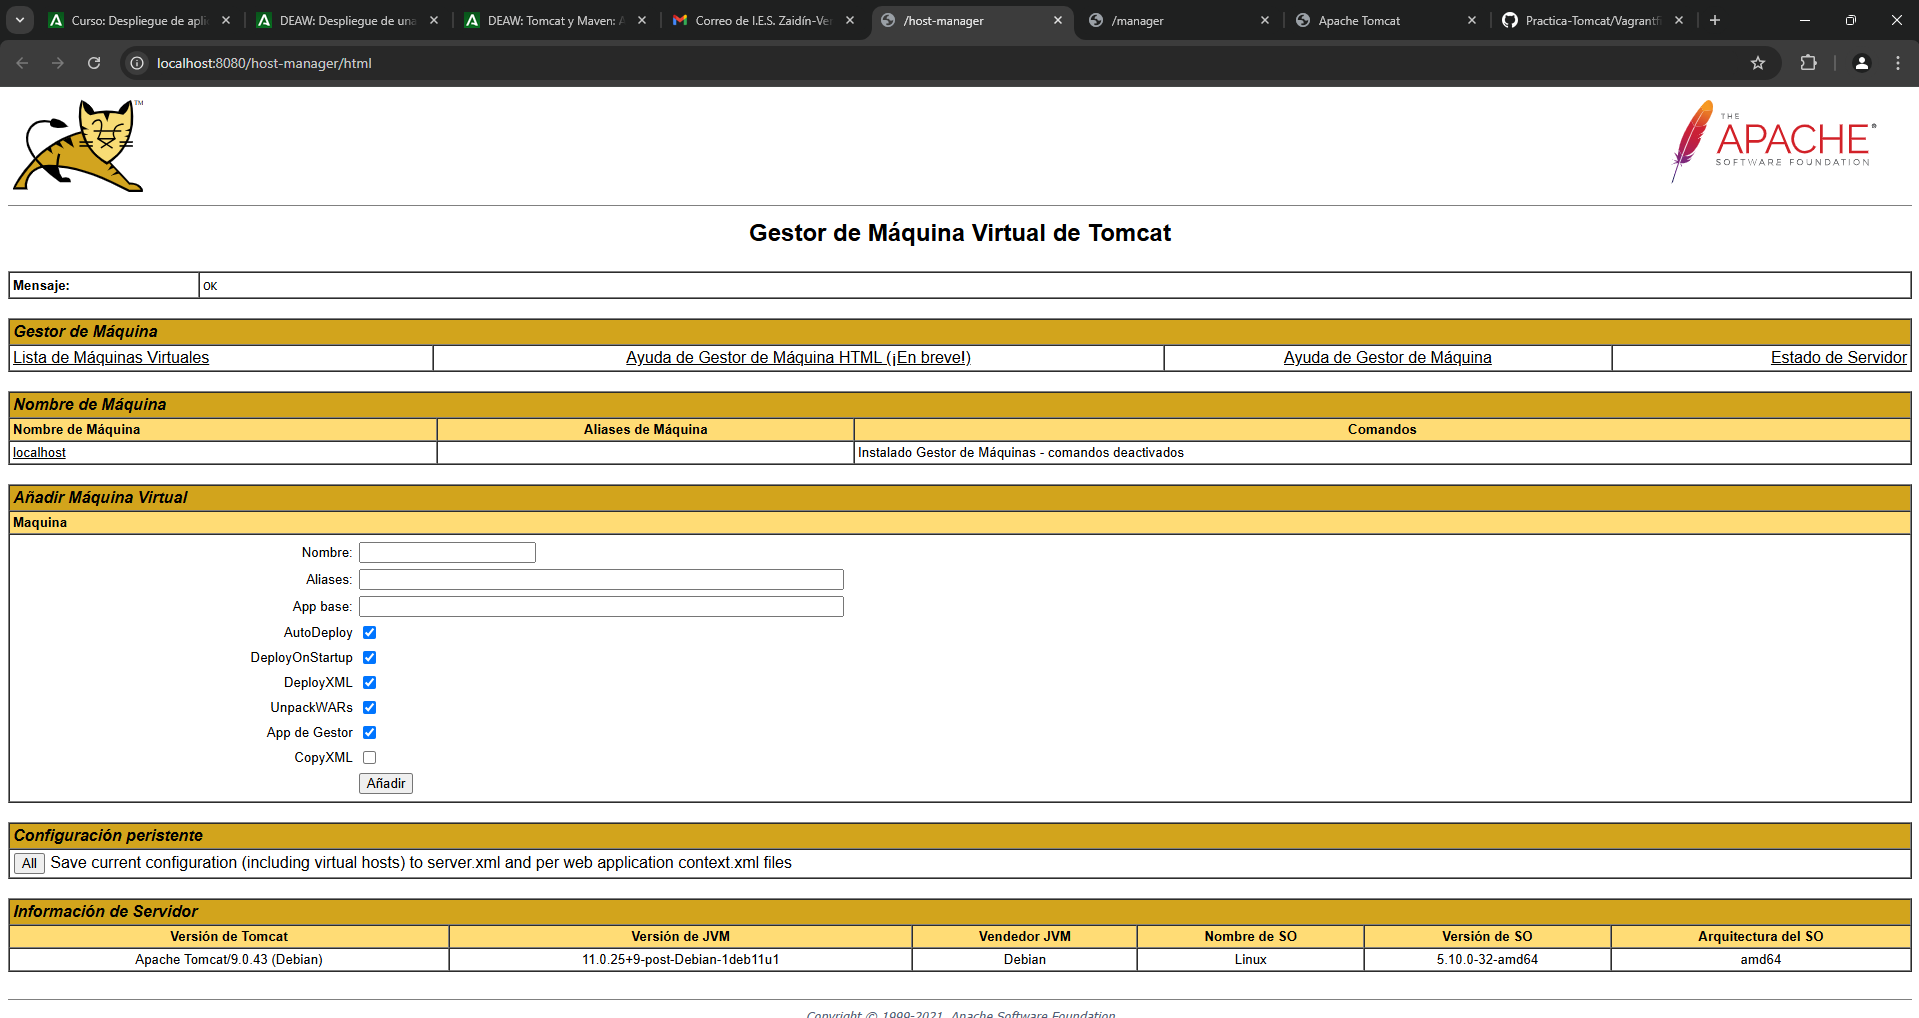 Curso: Despliegue de apli
DEAW: Despliegue de una
DEAW: Tomcat y Maven: A
Correo de I.E.S. Zaidín-Ver
/host-manager
/manager
Apache Tomcat
Practica-Tomcat/Vagrantfi
localhost:8080/host-manager/html
TM
THE
APACHE®
SOFTWARE FOUNDATION
Gestor de Máquina Virtual de Tomcat
Mensaje: OK
Gestor de Máquina
Lista de Máquinas Virtuales Ayuda de Gestor de Máquina HTML (¡En breve!) Ayuda de Gestor de Máquina Estado de Servidor
Nombre de Máquina
Nombre de Máquina Aliases de Máquina Comandos
localhost Instalado Gestor de Máquinas - comandos deactivados
Añadir Máquina Virtual
Maquina
Nombre:
Aliases:
App base:
AutoDeploy
DeployOnStartup
DeployXML
UnpackWARs
App de Gestor
CopyXML
Añadir
Configuración peristente
All Save current configuration (including virtual hosts) to server.xml and per web application context.xml files
Información de Servidor
Versión de Tomcat Versión de JVM Vendedor JVM Nombre de SO Versión de SO Arquitectura del SO
Apache Tomcat/9.0.43 (Debian) 11.0.25+9-post-Debian-1deb11u1 Debian Linux 5.10.0-32-amd64 amd64
Copyright © 1999-2021, Apache Software Foundation